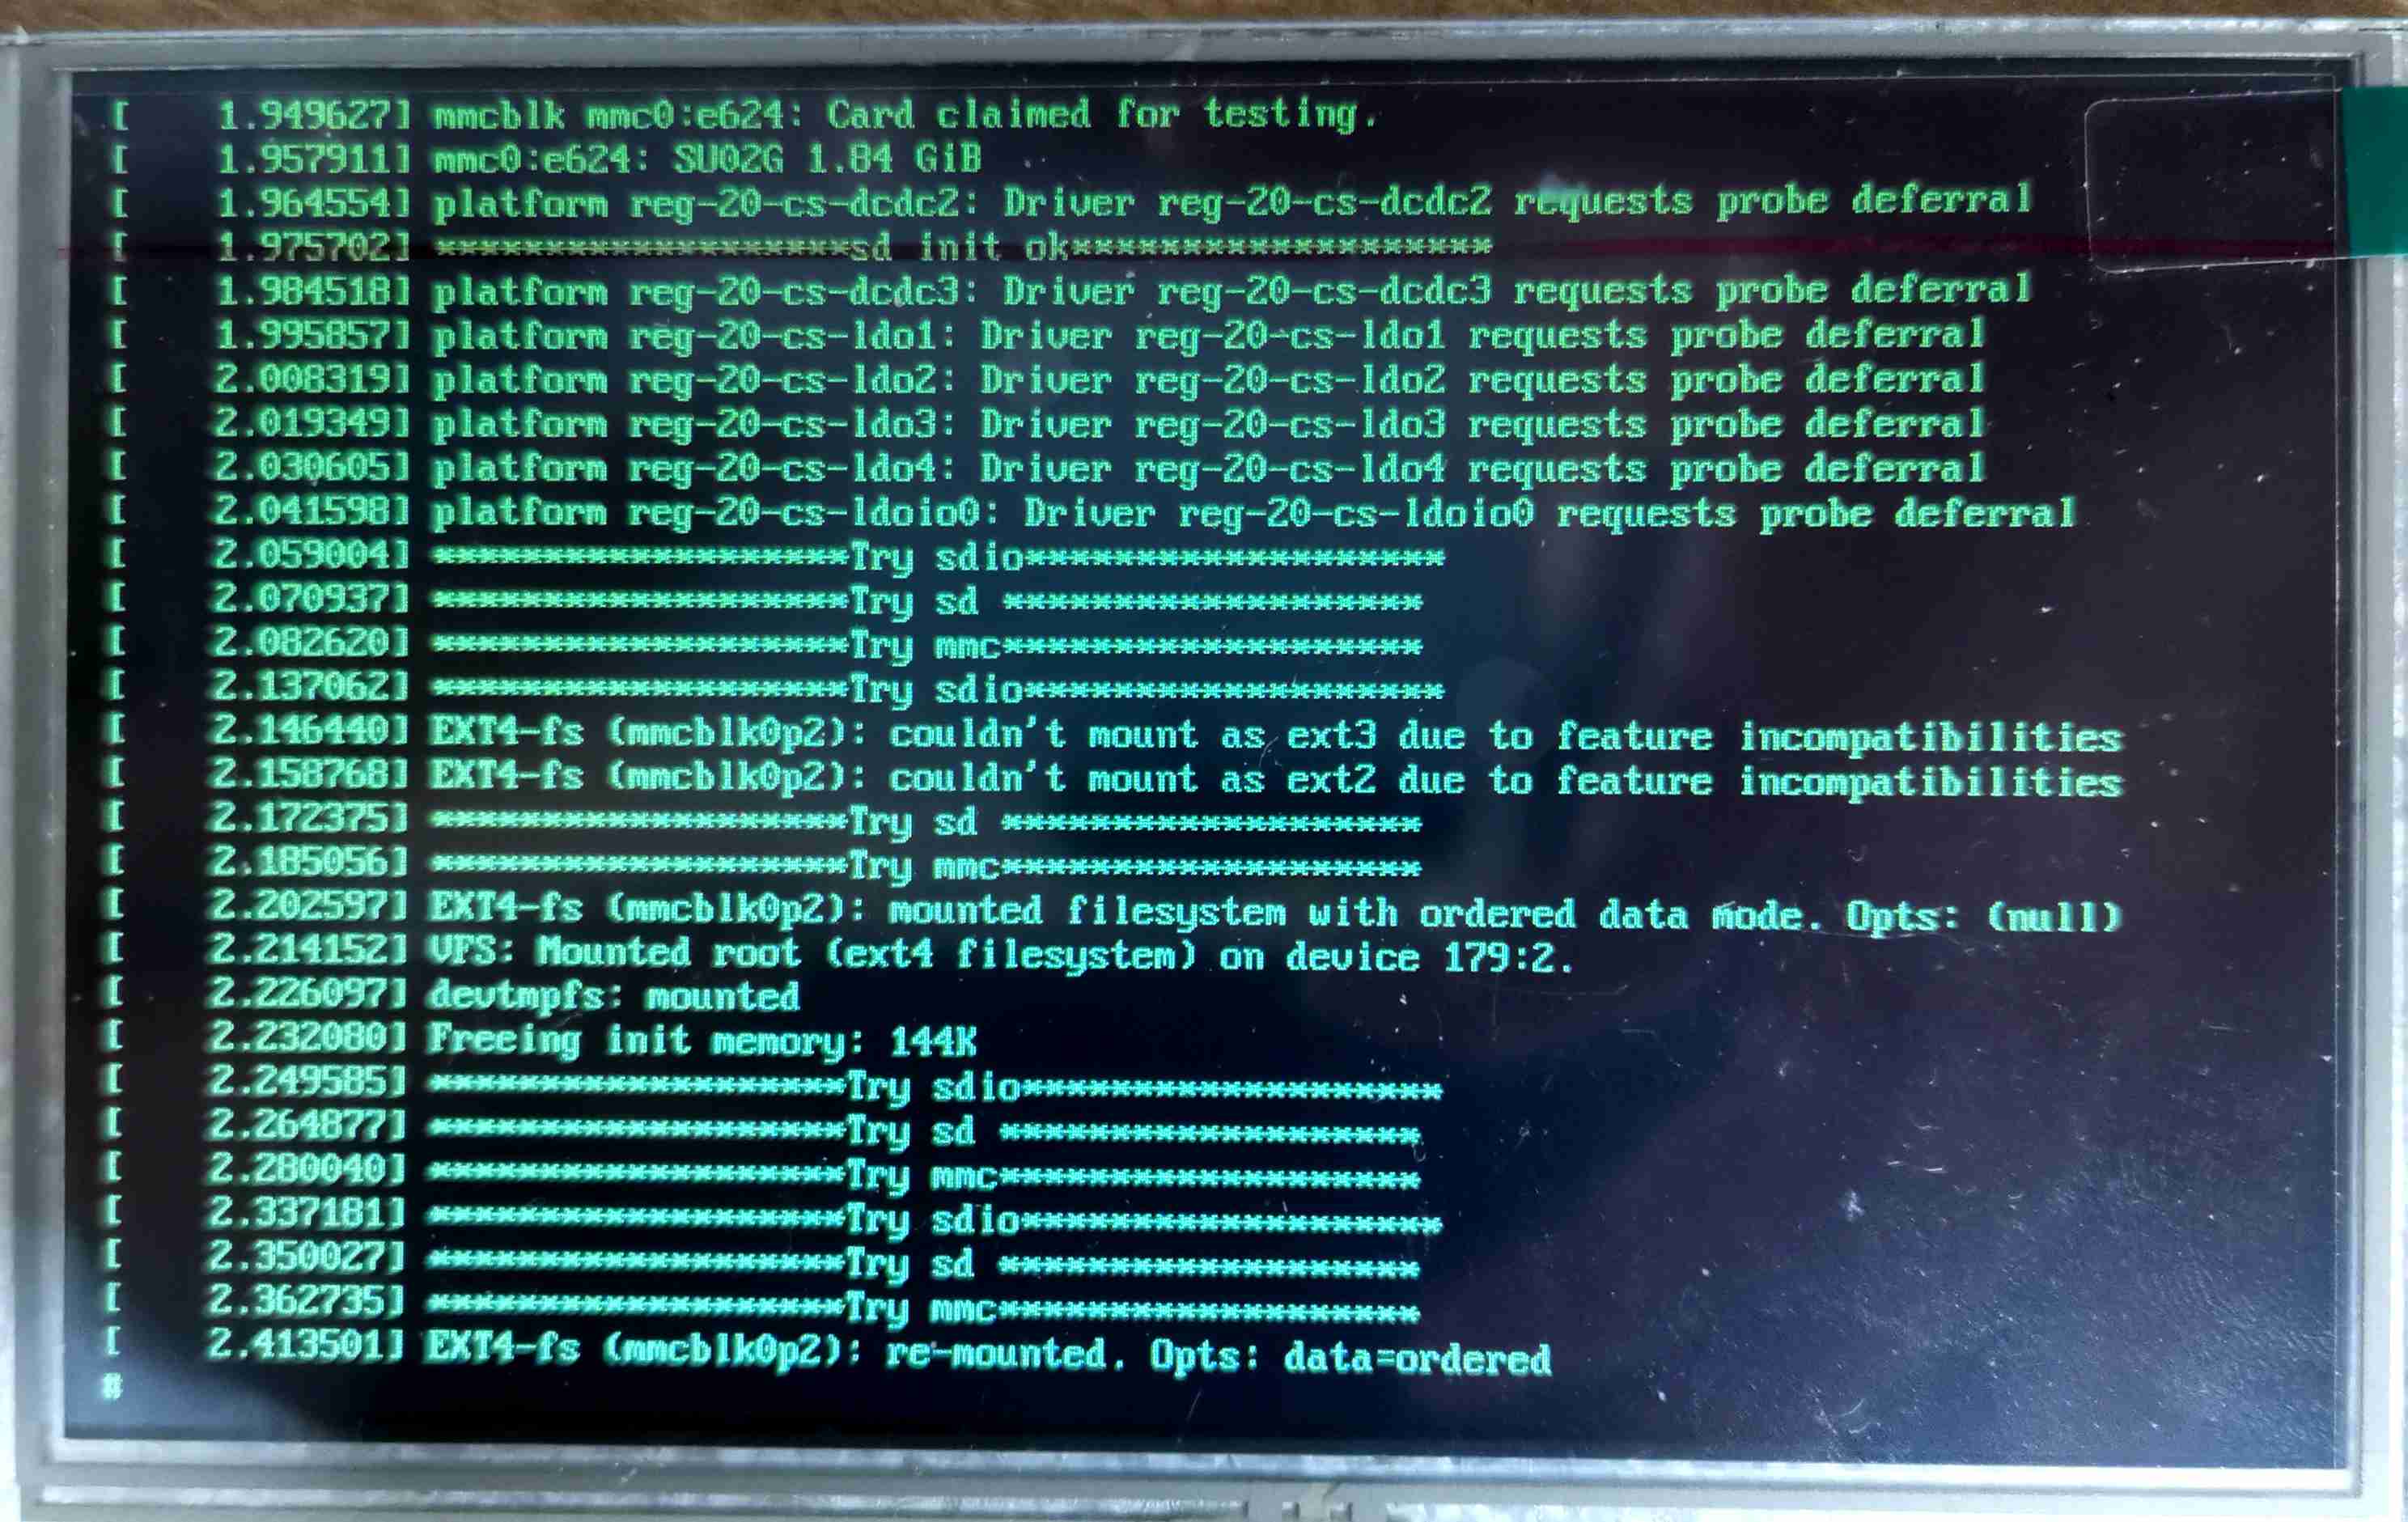 [    1.949627] mmcblk mmc0:e624: Card claimed for testing.
[    1.957911] mmc0:e624: SU02G 1.84 GiB
[    1.964554] platform reg-20-cs-dcdc2: Driver reg-20-cs-dcdc2 requests probe deferral
[    1.975702] *******************sd init ok*******************
[    1.984518] platform reg-20-cs-dcdc3: Driver reg-20-cs-dcdc3 requests probe deferral
[    1.995857] platform reg-20-cs-ldo1: Driver reg-20-cs-ldo1 requests probe deferral
[    2.008319] platform reg-20-cs-ldo2: Driver reg-20-cs-ldo2 requests probe deferral
[    2.019349] platform reg-20-cs-ldo3: Driver reg-20-cs-ldo3 requests probe deferral
[    2.030605] platform reg-20-cs-ldo4: Driver reg-20-cs-ldo4 requests probe deferral
[    2.041598] platform reg-20-cs-ldoio0: Driver reg-20-cs-ldoio0 requests probe deferral
[    2.059004] *******************Try sdio*******************
[    2.070937] *******************Try sd *******************
[    2.082620] *******************Try mmc*******************
[    2.137062] *******************Try sdio*******************
[    2.146440] EXT4-fs (mmcblk0p2): couldn't mount as ext3 due to feature incompatibilities
[    2.158768] EXT4-fs (mmcblk0p2): couldn't mount as ext2 due to feature incompatibilities
[    2.172375] *******************Try sd *******************
[    2.185056] *******************Try mmc*******************
[    2.202597] EXT4-fs (mmcblk0p2): mounted filesystem with ordered data mode. Opts: (null)
[    2.214152] VFS: Mounted root (ext4 filesystem) on device 179:2.
[    2.226097] devtmpfs: mounted
[    2.232080] Freeing init memory: 144K
[    2.249585] *******************Try sdio*******************
[    2.264877] *******************Try sd *******************
[    2.280040] *******************Try mmc*******************
[    2.337181] *******************Try sdio*******************
[    2.350027] *******************Try sd *******************
[    2.362735] *******************Try mmc*******************
[    2.413501] EXT4-fs (mmcblk0p2): re-mounted. Opts: data=ordered
#